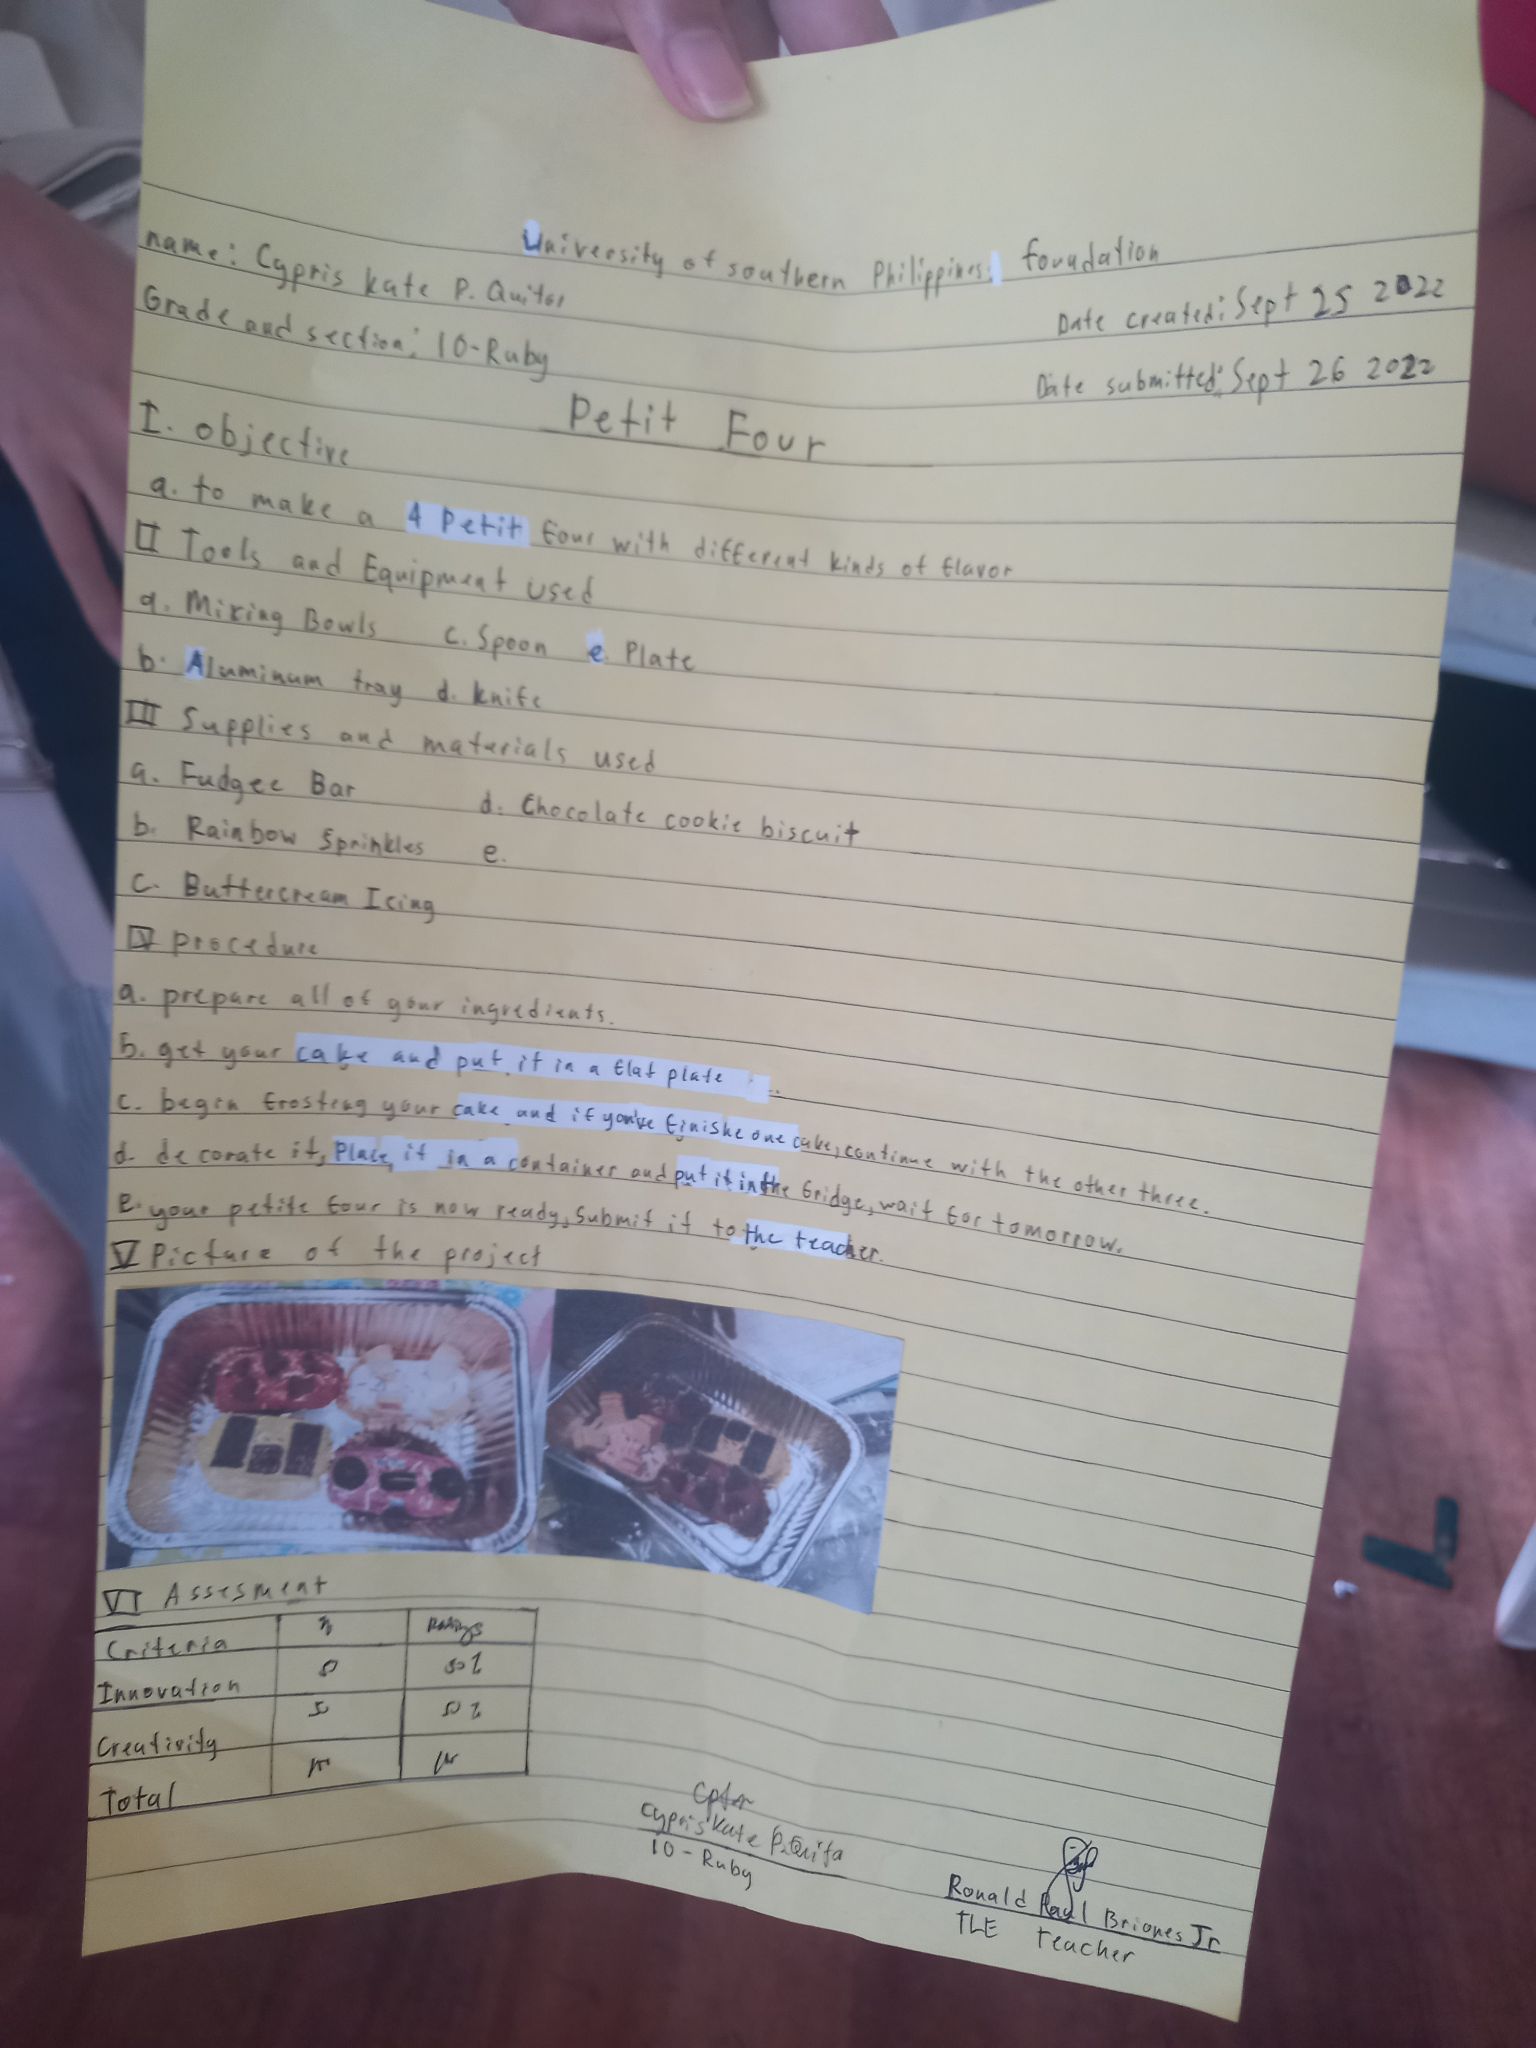 University of southern Philippines foundation
name: Cypris kate P. Quitor
Date created: Sept 25 2022
Grade and section: 10-Ruby
Date submitted: Sept 26 2022
Petit Four
I. objective
a. to make a 4 Petit four with different kinds of flavor
II Tools and Equipment used
a. Mixing Bowls c. Spoon e. Plate
b. Aluminum tray d. knife
III Supplies and materials used
a. Fudgee Bar d. Chocolate cookie biscuit
b. Rainbow Sprinkles e.
c. Buttercream Icing
IV procedure
a. prepare all of your ingredients.
b. get your cake and put it in a flat plate .
c. begin frosting your cake and if you've finishe one cake, continue with the other three.
d. decorate it, Place it in a container and put it in the fridge, wait for tomorrow.
e. your petite four is now ready, Submit it to the teacher.
V Picture of the project
VI Assesment
Criteria % Ratings
Innovation 50 50%
Creativity 50 50%
Total
Cypris Kate
10-Ruby
Ronald Paul Briones Jr
TLE teacher